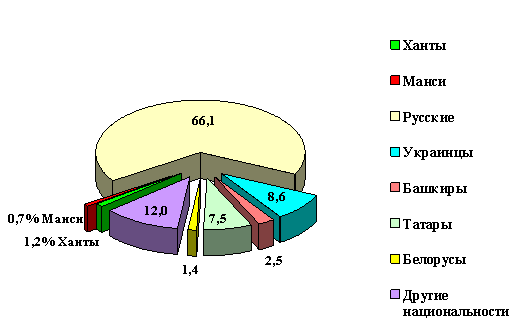 66,1
8,6
2,5
7,5
1,4
12,0
0,7% Манси
1,2% Ханты
Ханты
Манси
Русские
Украинцы
Башкиры
Татары
Белорусы
Другие
национальности